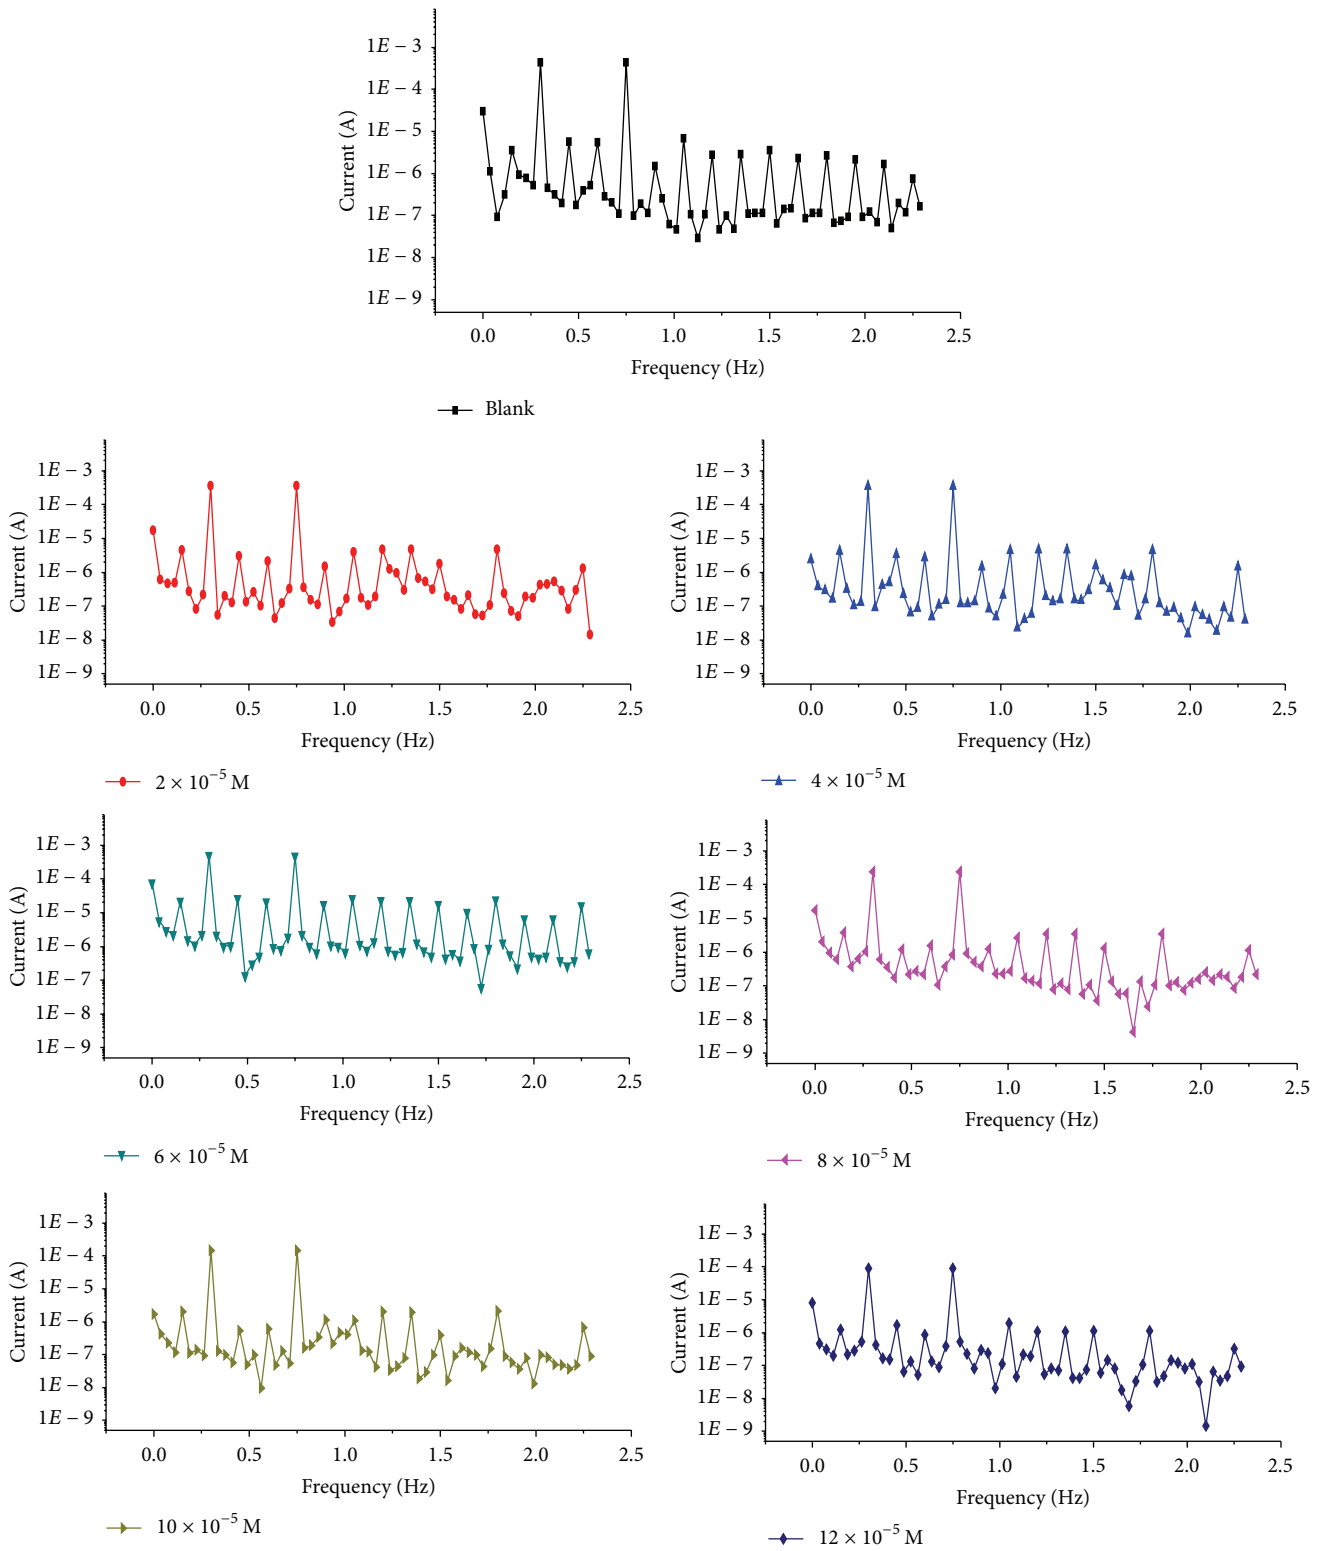 1E − 3
1E − 4
1E − 5
1E − 6
1E − 7
1E − 8
1E − 9
Current (A)
0.0 0.5 1.0 1.5 2.0 2.5
Frequency (Hz)
Blank
1E − 3
1E − 4
1E − 5
1E − 6
1E − 7
1E − 8
1E − 9
Current (A)
0.0 0.5 1.0 1.5 2.0 2.5
Frequency (Hz)
2 × 10⁻⁵ M
1E − 3
1E − 4
1E − 5
1E − 6
1E − 7
1E − 8
1E − 9
Current (A)
0.0 0.5 1.0 1.5 2.0 2.5
Frequency (Hz)
4 × 10⁻⁵ M
1E − 3
1E − 4
1E − 5
1E − 6
1E − 7
1E − 8
1E − 9
Current (A)
0.0 0.5 1.0 1.5 2.0 2.5
Frequency (Hz)
6 × 10⁻⁵ M
1E − 3
1E − 4
1E − 5
1E − 6
1E − 7
1E − 8
1E − 9
Current (A)
0.0 0.5 1.0 1.5 2.0 2.5
Frequency (Hz)
8 × 10⁻⁵ M
1E − 3
1E − 4
1E − 5
1E − 6
1E − 7
1E − 8
1E − 9
Current (A)
0.0 0.5 1.0 1.5 2.0 2.5
Frequency (Hz)
10 × 10⁻⁵ M
1E − 3
1E − 4
1E − 5
1E − 6
1E − 7
1E − 8
1E − 9
Current (A)
0.0 0.5 1.0 1.5 2.0 2.5
Frequency (Hz)
12 × 10⁻⁵ M